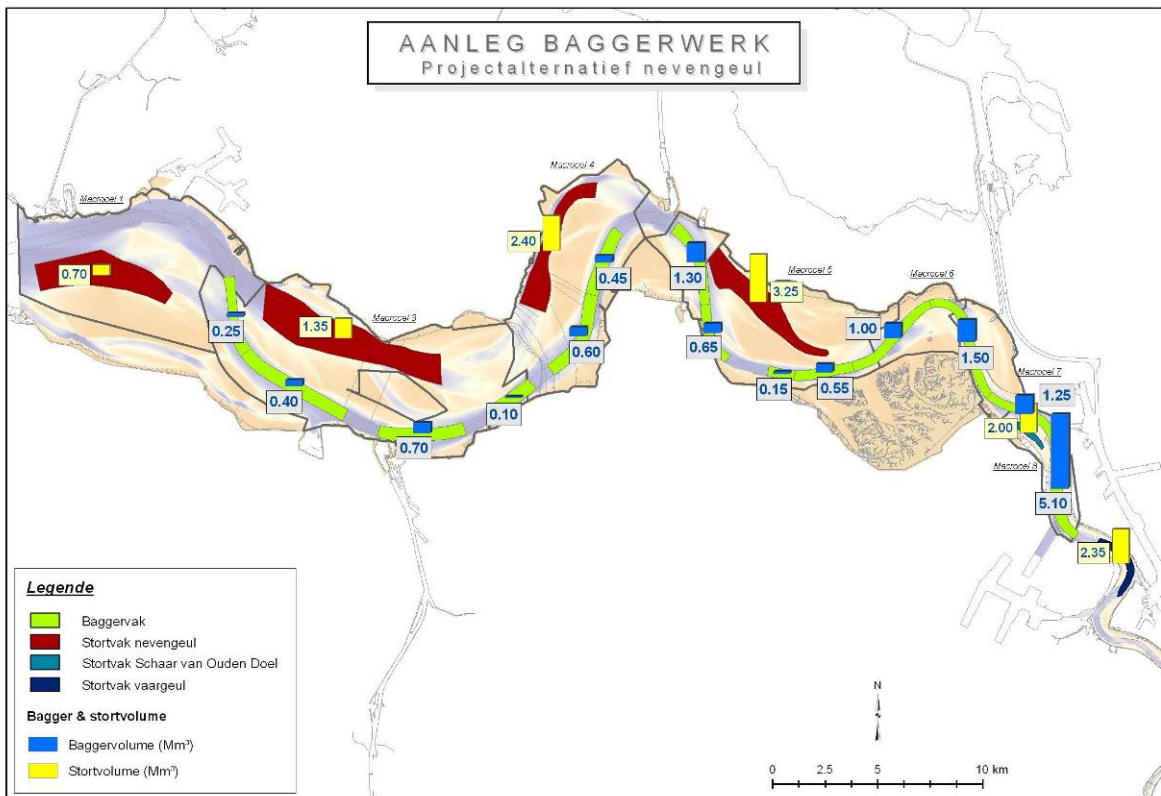 AANLEG BAGGERWERK
Projectalternatief nevengeul
Macrocel 1
Macrocel 4
Macrocel 3
Macrocel 5
Macrocel 6
Macrocel 7
Macrocel 8
0.70
0.25
0.40
1.35
0.70
0.10
2.40
0.60
0.45
1.30
0.65
3.25
0.15
0.55
1.00
1.50
1.25
2.00
5.10
2.35
Legende
Baggervak
Stortvak nevengeul
Stortvak Schaar van Ouden Doel
Stortvak vaargeul
Bagger & stortvolume
Baggervolume (Mm³)
Stortvolume (Mm³)
N
0 2.5 5 10 km